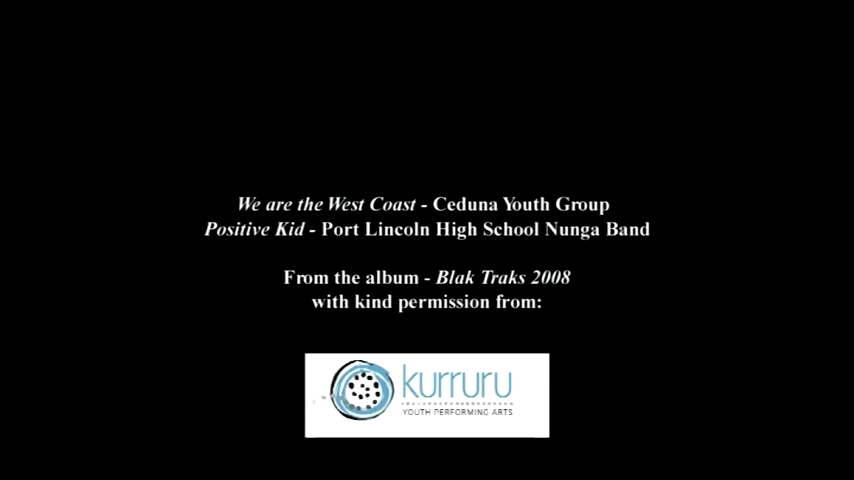 We are the West Coast - Ceduna Youth Group
Positive Kid - Port Lincoln High School Nunga Band
From the album - Blak Traks 2008
with kind permission from:
kurruru
YOUTH PERFORMING ARTS